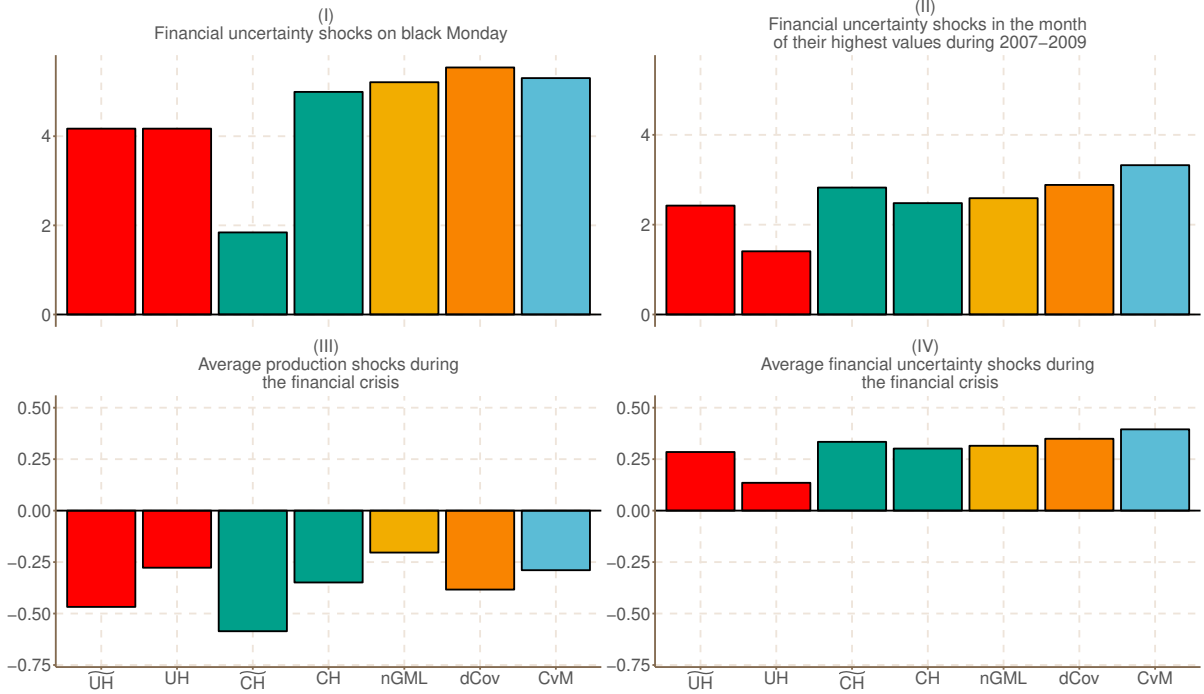 (I)
Financial uncertainty shocks on black Monday
4
2
0
(II)
Financial uncertainty shocks in the month
of their highest values during 2007−2009
4
2
0
(III)
Average production shocks during
the financial crisis
0.50
0.25
0.00
−0.25
−0.50
−0.75
U͠H UH C͠H CH nGML dCov CvM
(IV)
Average financial uncertainty shocks during
the financial crisis
0.50
0.25
0.00
−0.25
−0.50
−0.75
U͠H UH C͠H CH nGML dCov CvM